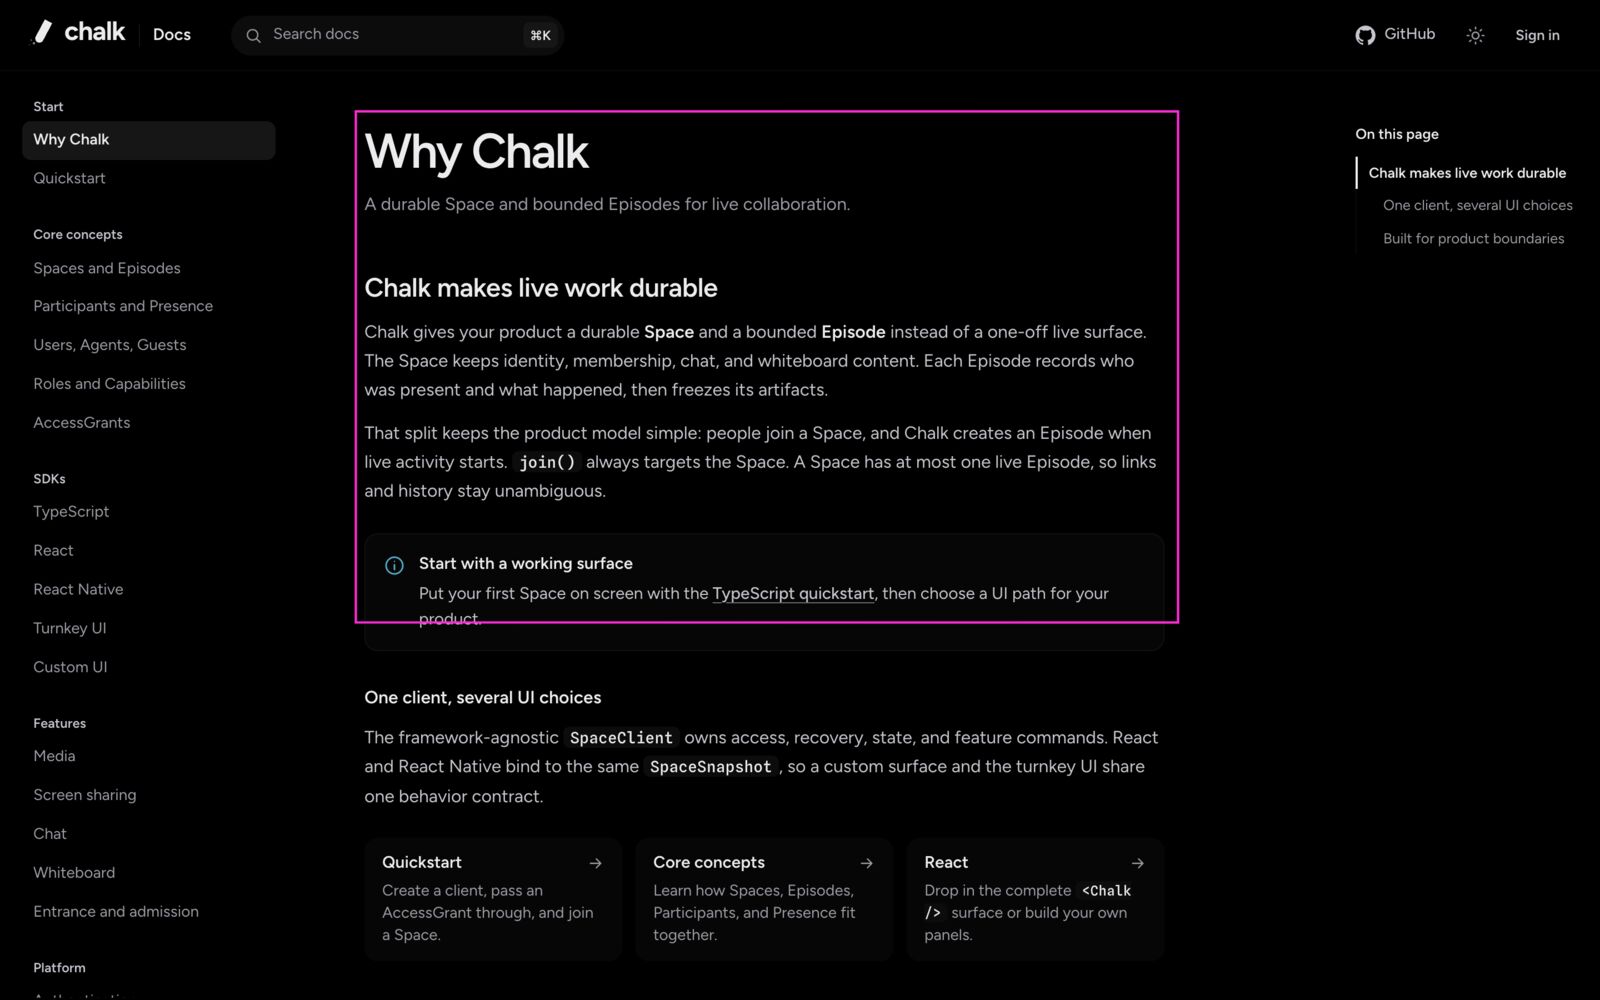 chalk
Docs
Search docs
⌘K
GitHub
Sign in
Start
Why Chalk
Quickstart
Core concepts
Spaces and Episodes
Participants and Presence
Users, Agents, Guests
Roles and Capabilities
AccessGrants
SDKs
TypeScript
React
React Native
Turnkey UI
Custom UI
Features
Media
Screen sharing
Chat
Whiteboard
Entrance and admission
Platform
Why Chalk
A durable Space and bounded Episodes for live collaboration.
Chalk makes live work durable
Chalk gives your product a durable Space and a bounded Episode instead of a one-off live surface.
The Space keeps identity, membership, chat, and whiteboard content. Each Episode records who
was present and what happened, then freezes its artifacts.
That split keeps the product model simple: people join a Space, and Chalk creates an Episode when
live activity starts. join() always targets the Space. A Space has at most one live Episode, so links
and history stay unambiguous.
Start with a working surface
Put your first Space on screen with the TypeScript quickstart, then choose a UI path for your
product.
One client, several UI choices
The framework-agnostic SpaceClient owns access, recovery, state, and feature commands. React
and React Native bind to the same SpaceSnapshot, so a custom surface and the turnkey UI share
one behavior contract.
Quickstart →
Create a client, pass an
AccessGrant through, and join
a Space.
Core concepts →
Learn how Spaces, Episodes,
Participants, and Presence fit
together.
React →
Drop in the complete <Chalk
/> surface or build your own
panels.
On this page
Chalk makes live work durable
One client, several UI choices
Built for product boundaries